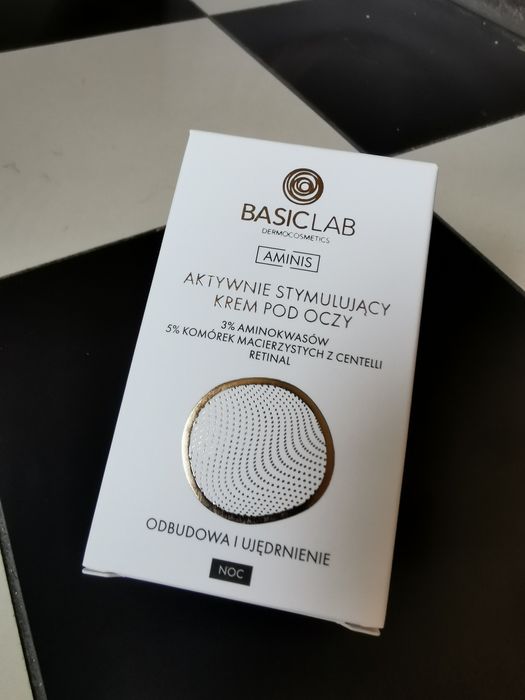 BASICLAB
DERMOCOSMETICS
AMINIS
AKTYWNIE STYMULUJĄCY
KREM POD OCZY
3% AMINOKWASÓW
5% KOMÓREK MACIERZYSTYCH Z CENTELLI
RETINAL
ODBUDOWA I UJĘDRNIENIE
NOC